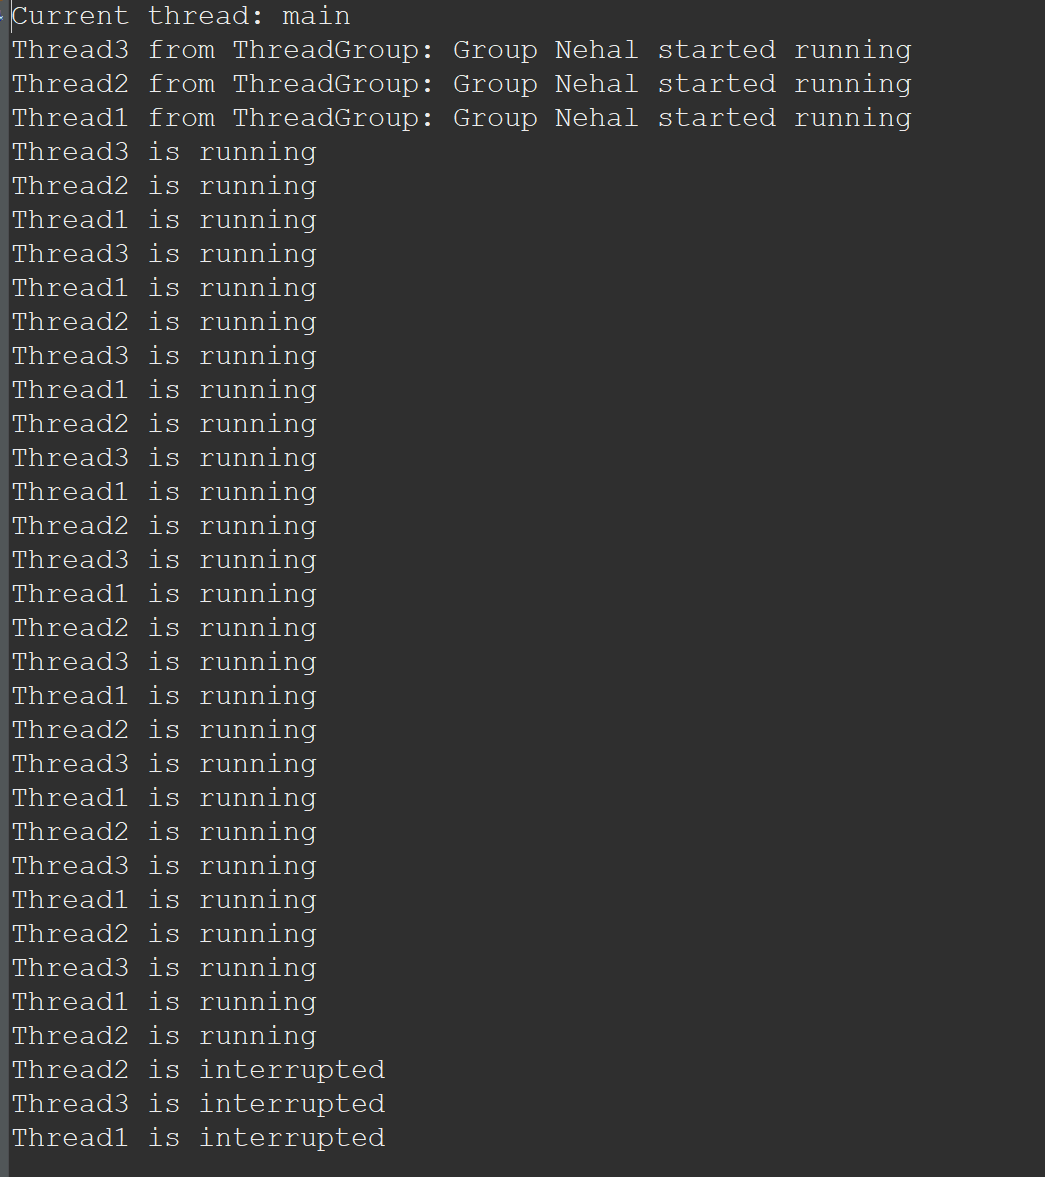 Current thread: main
Thread3 from ThreadGroup: Group Nehal started running
Thread2 from ThreadGroup: Group Nehal started running
Thread1 from ThreadGroup: Group Nehal started running
Thread3 is running
Thread2 is running
Thread1 is running
Thread3 is running
Thread1 is running
Thread2 is running
Thread3 is running
Thread1 is running
Thread2 is running
Thread3 is running
Thread1 is running
Thread2 is running
Thread3 is running
Thread1 is running
Thread2 is running
Thread3 is running
Thread1 is running
Thread2 is running
Thread3 is running
Thread1 is running
Thread2 is running
Thread3 is running
Thread1 is running
Thread2 is running
Thread3 is running
Thread1 is running
Thread2 is running
Thread2 is interrupted
Thread3 is interrupted
Thread1 is interrupted